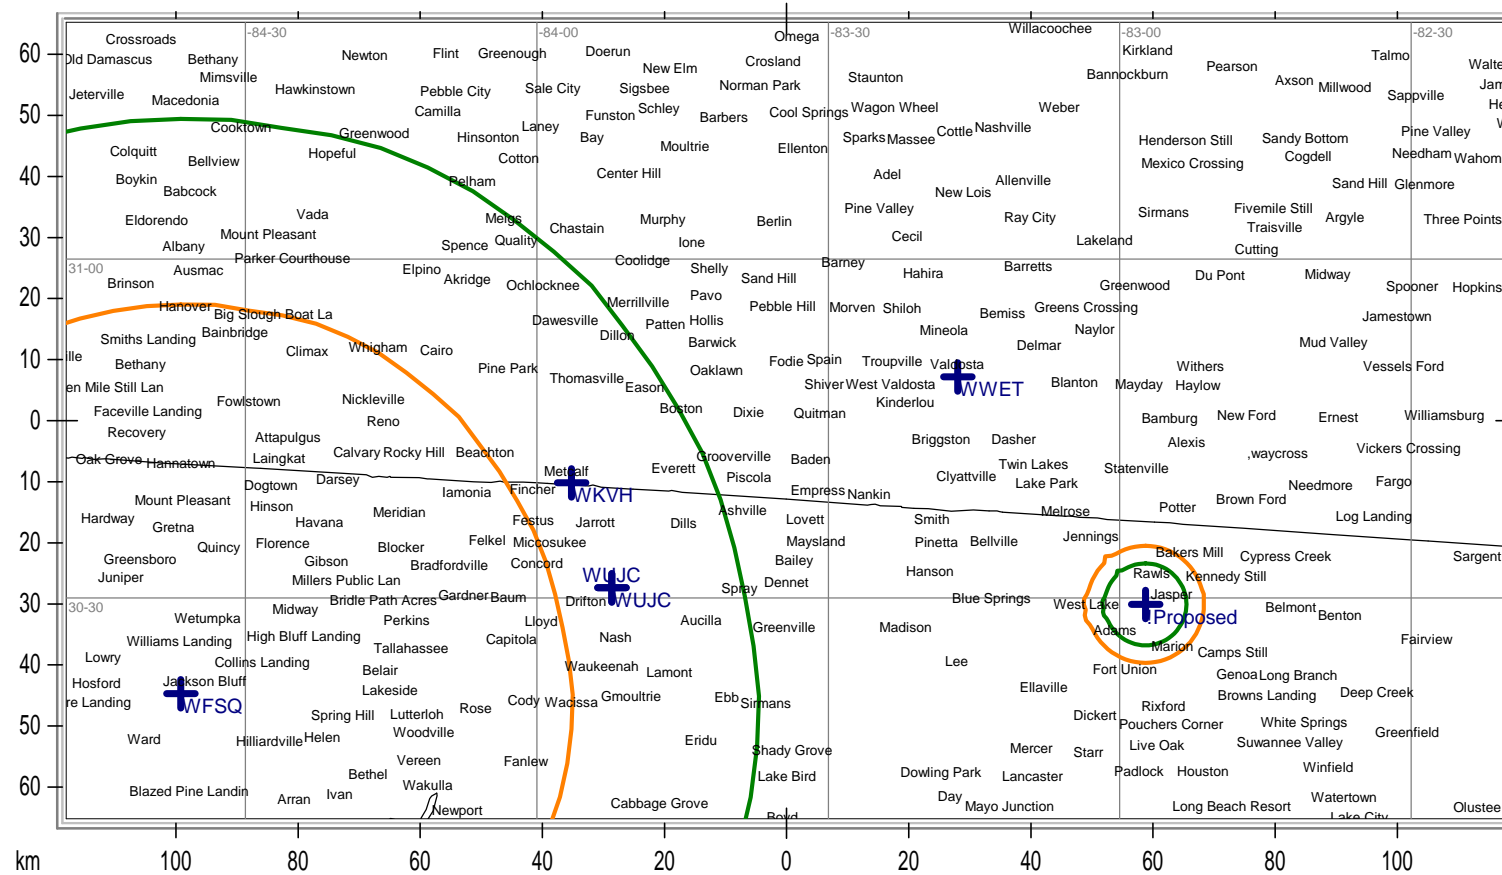 -84-30
-84-00
-83-30
-83-00
-82-30
Crossroads
Omega
Willacoochee
60
Old Damascus
Bethany
Newton
Flint
Greenough
Doerun
Crosland
Kirkland
Talmo
Mimsville
New Elm
Staunton
Bannockburn
Pearson
Axson
Millwood
Jeterville
Macedonia
Hawkinstown
Pebble City
Sale City
Sigsbee
Norman Park
Sappville
50
Camilla
Funston
Schley
Barbers
Cool Springs
Wagon Wheel
Weber
Cooktown
Greenwood
Hinsonton
Laney
Bay
Sparks
Massee
Cottle
Nashville
Henderson Still
Sandy Bottom
Pine Valley
Colquitt
Bellview
Hopeful
Cotton
Moultrie
Ellenton
Mexico Crossing
Cogdell
Needham
40
Boykin
Babcock
Pelham
Center Hill
Adel
New Lois
Allenville
Sand Hill
Glenmore
Eldorendo
Vada
Meigs
Chastain
Murphy
Berlin
Pine Valley
Ray City
Sirmans
Fivemile Still
Traisville
Argyle
Three Points
30
Albany
Mount Pleasant
Spence
Quality
Ione
Cecil
Lakeland
Cutting
31-00
Ausmac
Parker Courthouse
Elpino
Coolidge
Shelly
Barney
Hahira
Barretts
Du Pont
Midway
Brinson
Akridge
Ochlocknee
Sand Hill
Greenwood
Spooner
Hopkins
20
Hanover
Big Slough Boat La
Merrillville
Pavo
Pebble Hill
Morven
Shiloh
Bemiss
Greens Crossing
Jamestown
Smiths Landing
Bainbridge
Dawesville
Dillon
Patten
Hollis
Barwick
Mineola
Naylor
Delmar
Mud Valley
10
Bethany
Climax
Whigham
Cairo
Pine Park
Thomasville
Oaklawn
Fodie
Spain
Troupville
Valdosta
Withers
Vessels Ford
en Mile Still Lan
Eason
Shiver
West Valdosta
WWET
Blanton
Mayday
Haylow
0
Faceville Landing
Fowlstown
Nickleville
Boston
Dixie
Quitman
Kinderlou
Bamburg
New Ford
Ernest
Williamsburg
Recovery
Attapulgus
Reno
Briggston
Dasher
Alexis
Vickers Crossing
Oak Grove
Hannatown
Laingkat
Calvary
Rocky Hill
Beachton
Metcalf
Everett
Grooverville
Baden
Twin Lakes
Statenville
,waycross
10
Dogtown
Darsey
Iamonia
Fincher
WKVH
Piscola
Empress
Nankin
Clyattville
Lake Park
Brown Ford
Needmore
Fargo
Mount Pleasant
Hinson
Meridian
Ashville
Melrose
Potter
Hardway
Gretna
Havana
Festus
Jarrott
Dills
Lovett
Smith
Log Landing
20
Quincy
Florence
Blocker
Felkel
Miccosukee
Maysland
Pinetta
Bellville
Jennings
Bakers Mill
Cypress Creek
Sargent
Greensboro
Gibson
Bradfordville
Concord
Bailey
Juniper
Millers Public Lan
WUJC
Spray
Dennet
Hanson
Rawls
Kennedy Still
30
30-30
Midway
Bridle Path Acres
Gardner
Baum
Drifton
WUJC
Blue Springs
West Lake
Jasper
Belmont
Wetumpka
Perkins
Lloyd
Aucilla
Greenville
Madison
Adams
:Proposed
Benton
Williams Landing
High Bluff Landing
Tallahassee
Capitola
Nash
Marion
Camps Still
Fairview
Lowry
Collins Landing
Belair
Waukeenah
Lamont
Lee
Fort Union
40
Hosford
Jackson Bluff
Lakeside
Genoa
Long Branch
re Landing
WFSQ
Cody
Wacissa
Gmoultrie
Ebb
Sirmans
Ellaville
Browns Landing
Deep Creek
Spring Hill
Lutterloh
Rose
Dickert
Rixford
Pouchers Corner
White Springs
50
Ward
Hilliardville
Helen
Woodville
Eridu
Shady Grove
Mercer
Starr
Live Oak
Suwannee Valley
Greenfield
Bethel
Vereen
Fanlew
Lake Bird
Dowling Park
Lancaster
Padlock
Houston
Winfield
60
Blazed Pine Landin
Arran
Ivan
Wakulla
Newport
Cabbage Grove
Boyd
Day
Mayo Junction
Long Beach Resort
Watertown
Lake City
Olustee
km
100
80
60
40
20
0
20
40
60
80
100